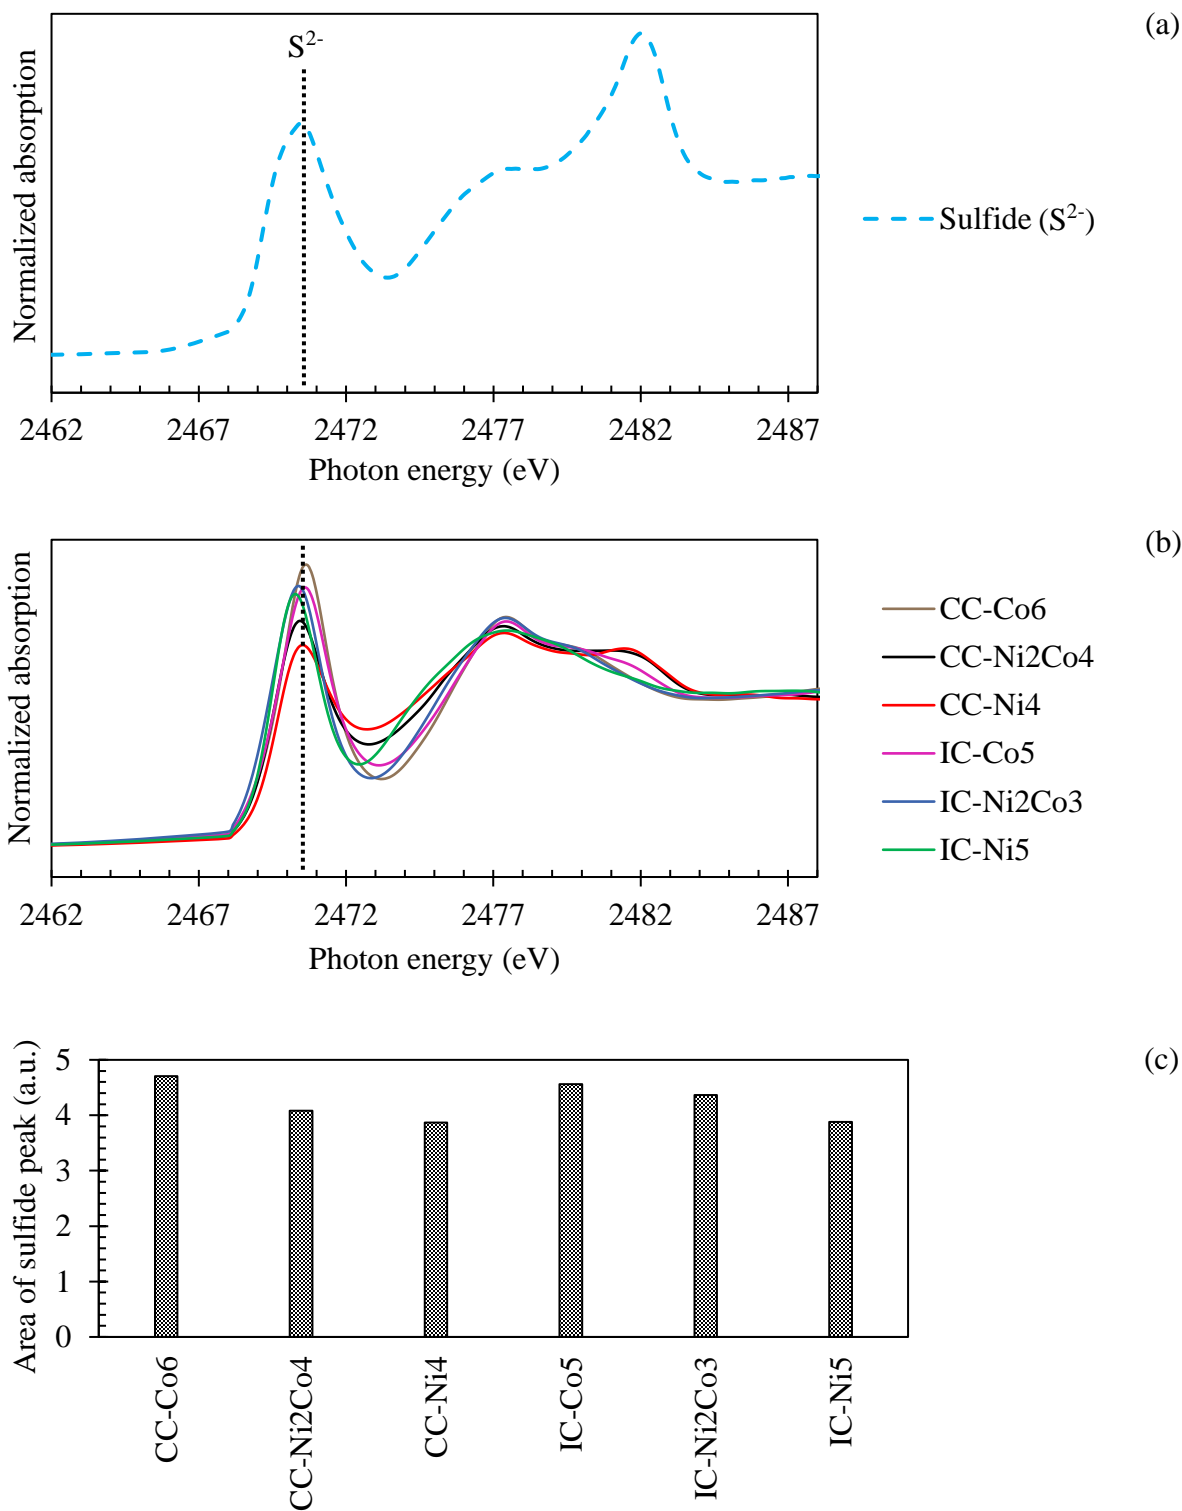 (a)
S2-
Normalized absorption
Sulfide (S2-)
2462 2467 2472 2477 2482 2487
Photon energy (eV)
(b)
Normalized absorption
CC-Co6
CC-Ni2Co4
CC-Ni4
IC-Co5
IC-Ni2Co3
IC-Ni5
2462 2467 2472 2477 2482 2487
Photon energy (eV)
(c)
Area of sulfide peak (a.u.)
5
4
3
2
1
0
CC-Co6
CC-Ni2Co4
CC-Ni4
IC-Co5
IC-Ni2Co3
IC-Ni5